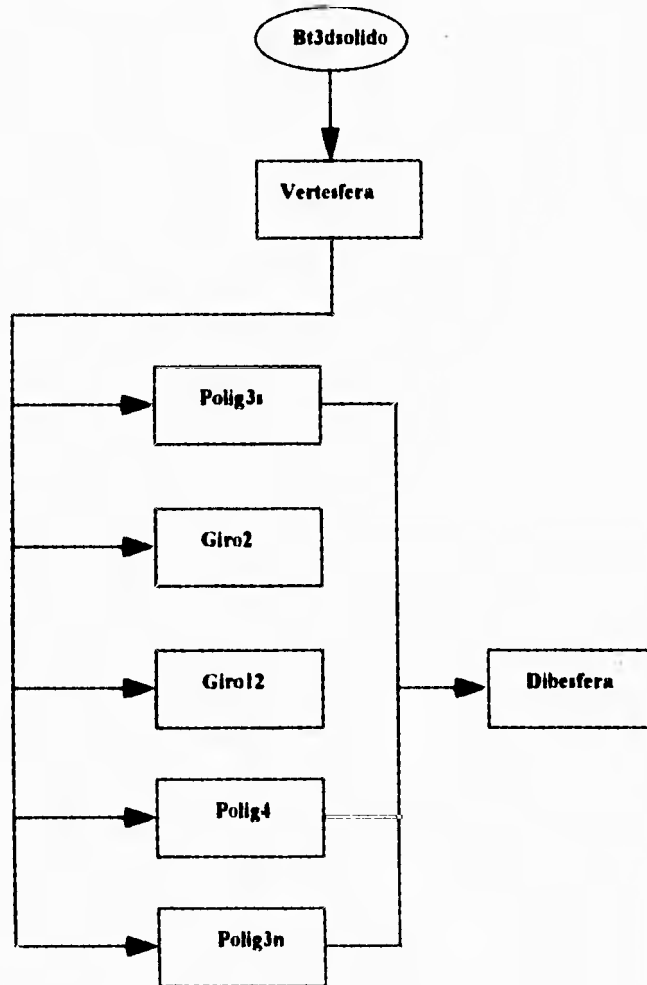 Bt3dsolido
Vertesfera
Polig3s
Giro2
Giro12
Dibesfera
Polig4
Polig3n